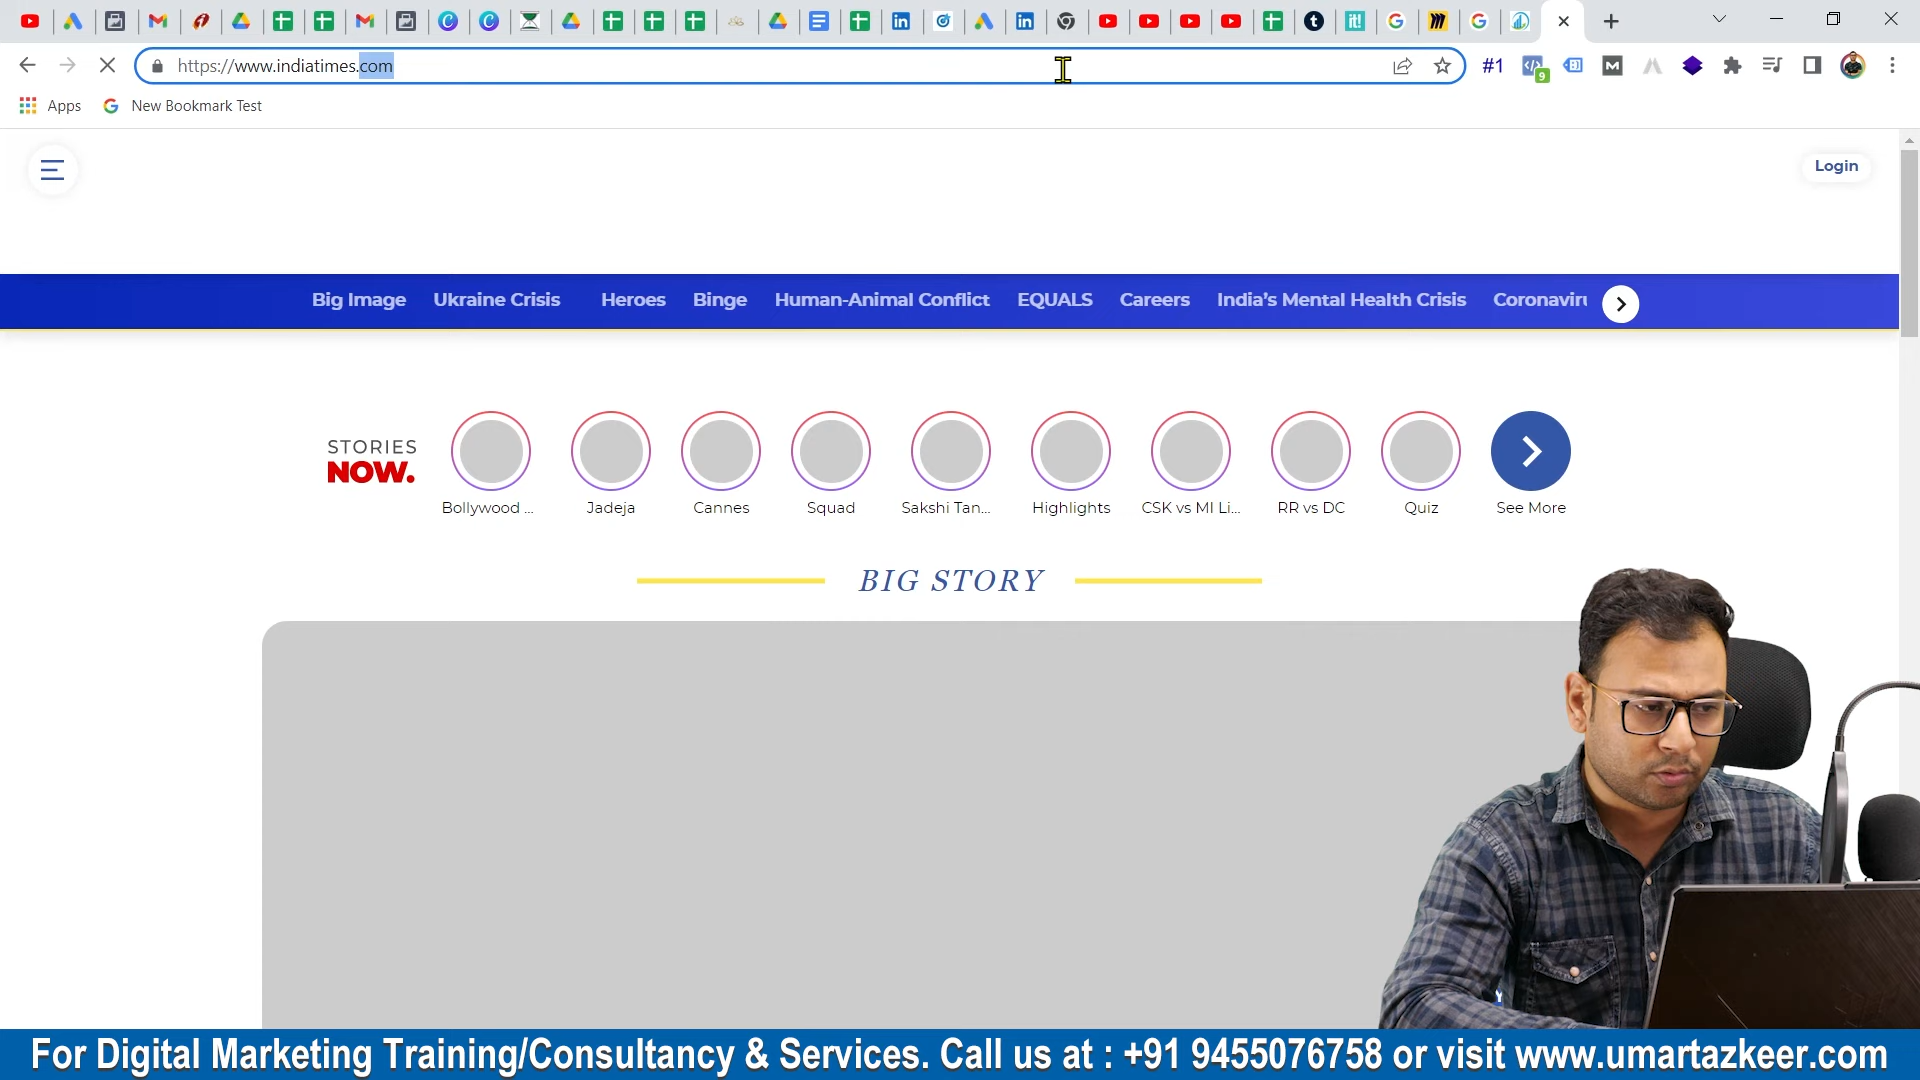 https://www.indiatimes.com
#1
9
Apps
New Bookmark Test
Login
Big Image Ukraine Crisis Heroes Binge Human-Animal Conflict EQUALS Careers India’s Mental Health Crisis Coronaviru
STORIES
NOW.
Bollywood ... Jadeja Cannes Squad Sakshi Tan... Highlights CSK vs MI Li... RR vs DC Quiz See More
BIG STORY
For Digital Marketing Training/Consultancy & Services. Call us at : +91 9455076758 or visit www.umartazkeer.com